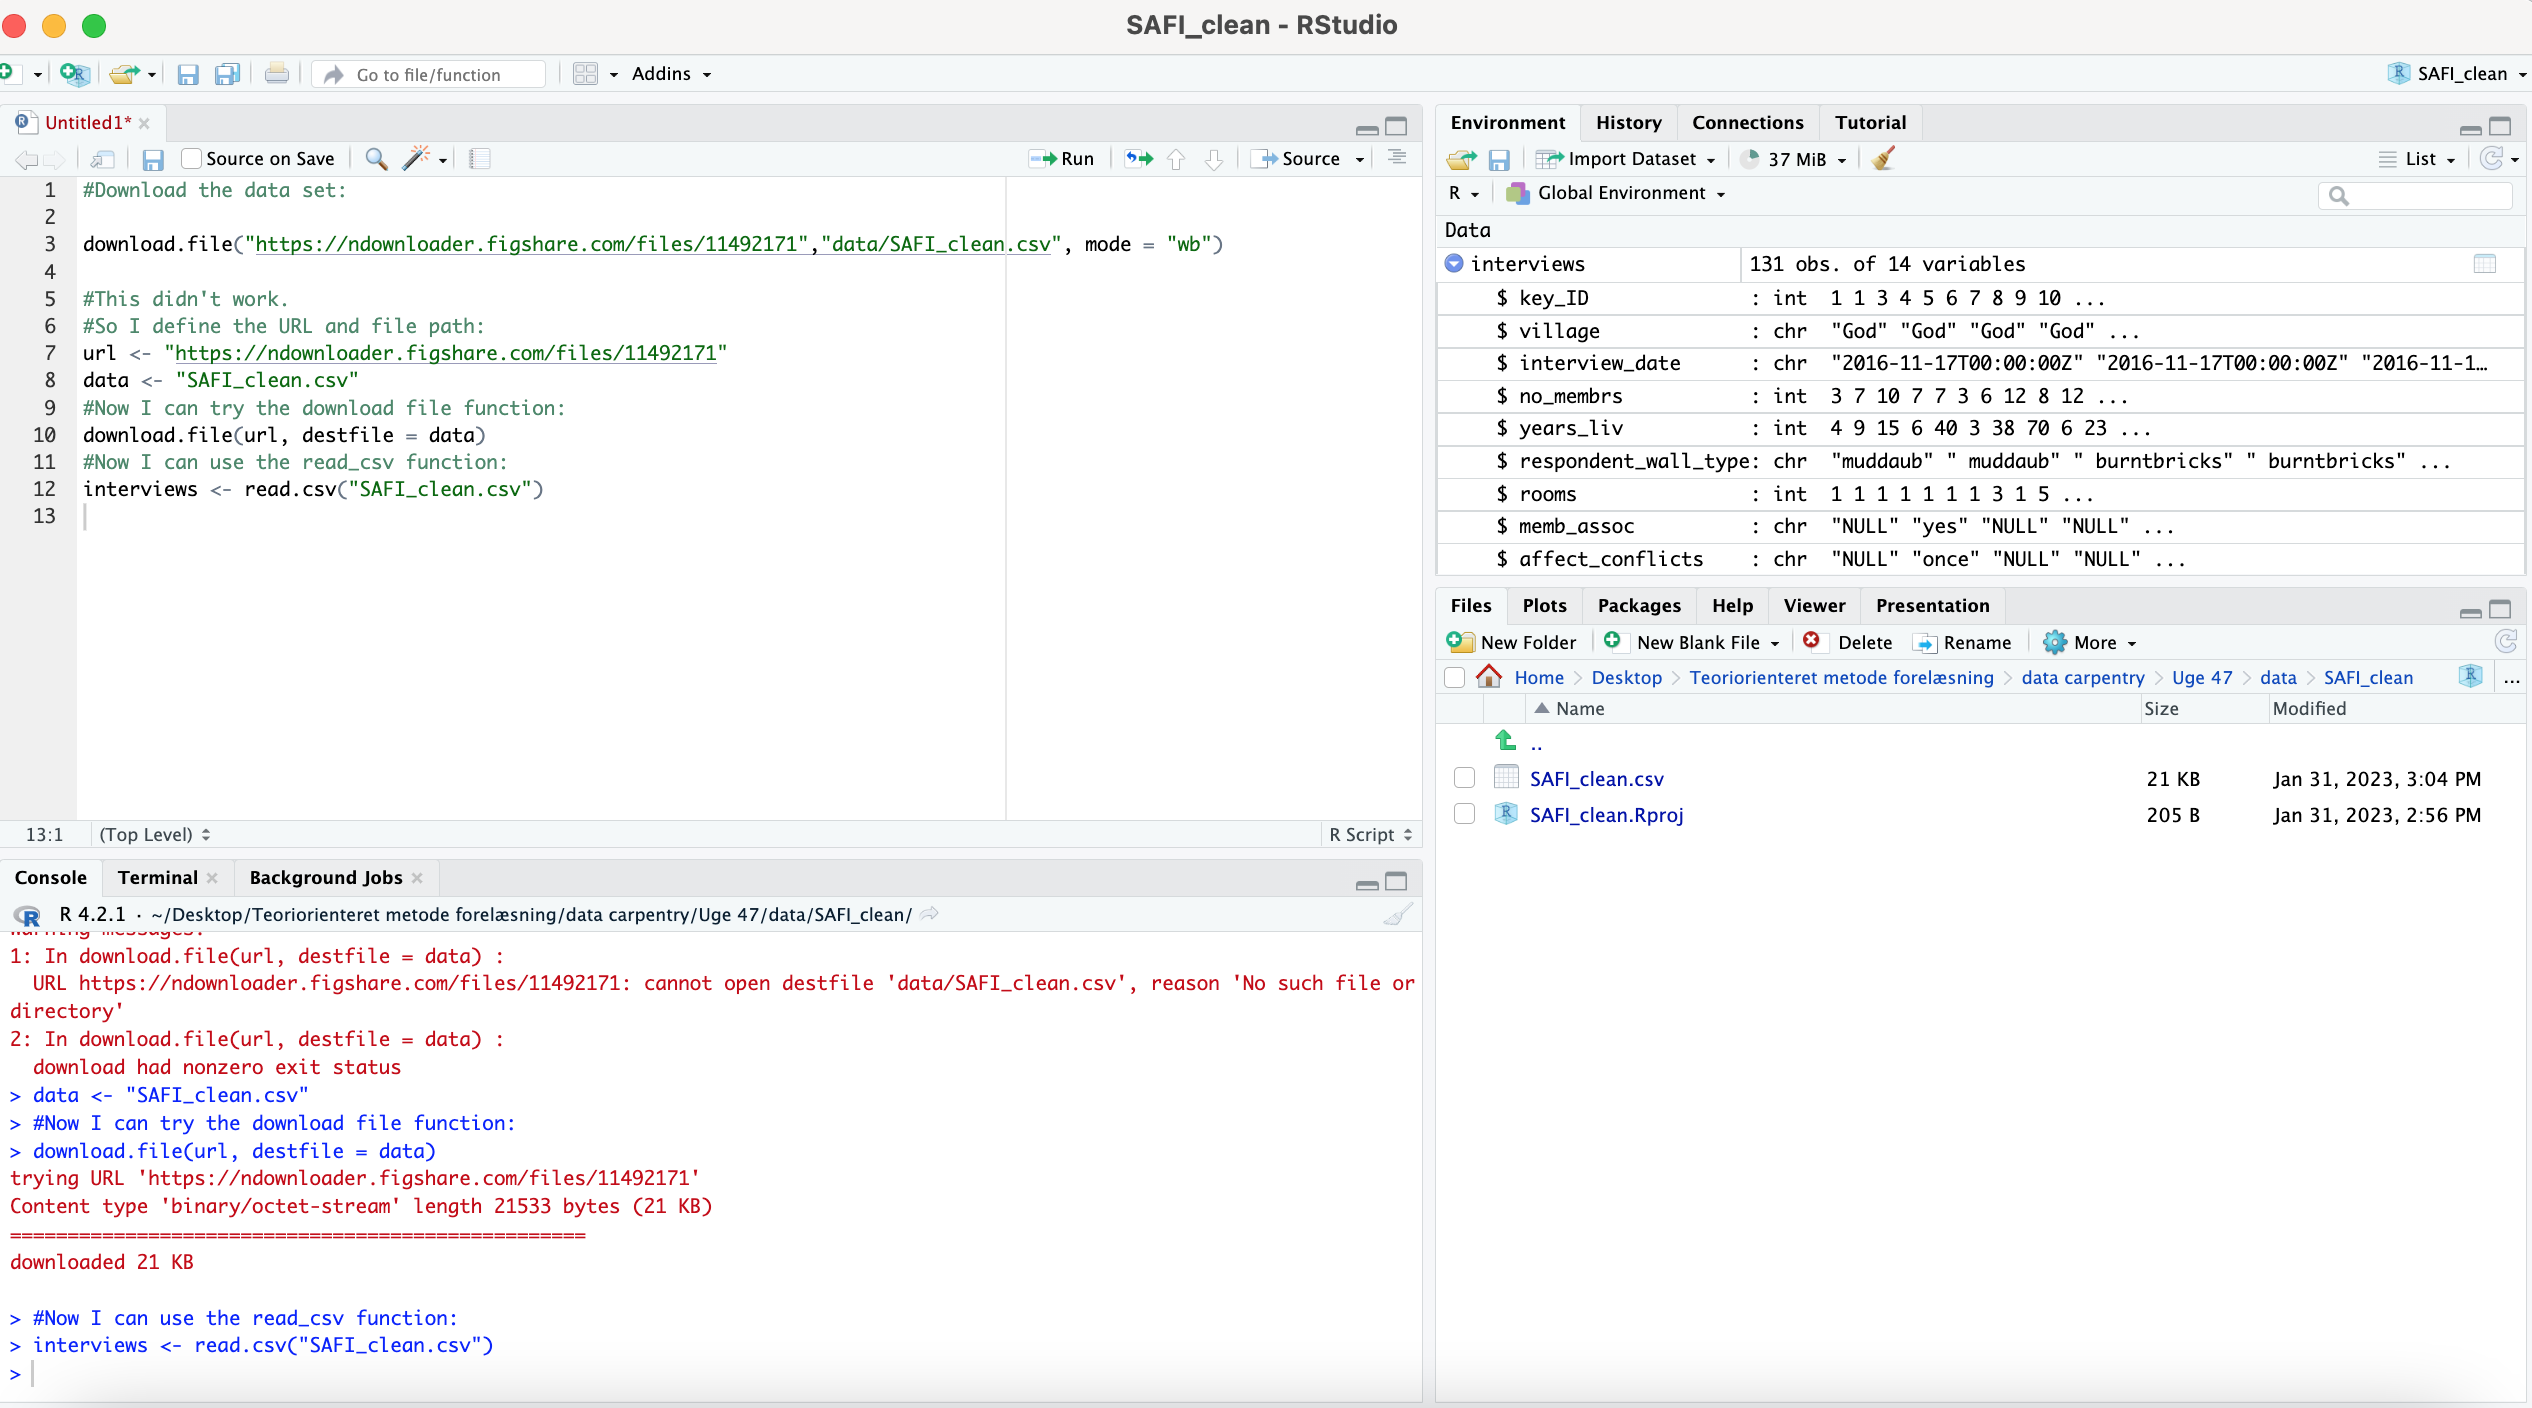 SAFI_clean - RStudio
Go to file/function
Addins
SAFI_clean
Untitled1*
Source on Save
Run
Source
1 #Download the data set:
2
3 download.file("https://ndownloader.figshare.com/files/11492171","data/SAFI_clean.csv", mode = "wb")
4
5 #This didn't work.
6 #So I define the URL and file path:
7 url <- "https://ndownloader.figshare.com/files/11492171"
8 data <- "SAFI_clean.csv"
9 #Now I can try the download file function:
10 download.file(url, destfile = data)
11 #Now I can use the read_csv function:
12 interviews <- read.csv("SAFI_clean.csv")
13
13:1 (Top Level) R Script
Console Terminal Background Jobs
R 4.2.1 · ~/Desktop/Teoriorienteret metode forelæsning/data carpentry/Uge 47/data/SAFI_clean/
Warning messages:
1: In download.file(url, destfile = data) :
URL https://ndownloader.figshare.com/files/11492171: cannot open destfile 'data/SAFI_clean.csv', reason 'No such file or
directory'
2: In download.file(url, destfile = data) :
download had nonzero exit status
> data <- "SAFI_clean.csv"
> #Now I can try the download file function:
> download.file(url, destfile = data)
trying URL 'https://ndownloader.figshare.com/files/11492171'
Content type 'binary/octet-stream' length 21533 bytes (21 KB)
==================================================
downloaded 21 KB
> #Now I can use the read_csv function:
> interviews <- read.csv("SAFI_clean.csv")
>
Environment History Connections Tutorial
Import Dataset 37 MiB List
R Global Environment
Data
interviews 131 obs. of 14 variables
$ key_ID : int 1 1 3 4 5 6 7 8 9 10 ...
$ village : chr "God" "God" "God" "God" ...
$ interview_date : chr "2016-11-17T00:00:00Z" "2016-11-17T00:00:00Z" "2016-11-1…
$ no_membrs : int 3 7 10 7 7 3 6 12 8 12 ...
$ years_liv : int 4 9 15 6 40 3 38 70 6 23 ...
$ respondent_wall_type: chr "muddaub" " muddaub" " burntbricks" " burntbricks" ...
$ rooms : int 1 1 1 1 1 1 1 3 1 5 ...
$ memb_assoc : chr "NULL" "yes" "NULL" "NULL" ...
$ affect_conflicts : chr "NULL" "once" "NULL" "NULL" ...
Files Plots Packages Help Viewer Presentation
New Folder New Blank File Delete Rename More
Home Desktop Teoriorienteret metode forelæsning data carpentry Uge 47 data SAFI_clean ...
Name Size Modified
..
SAFI_clean.csv 21 KB Jan 31, 2023, 3:04 PM
SAFI_clean.Rproj 205 B Jan 31, 2023, 2:56 PM